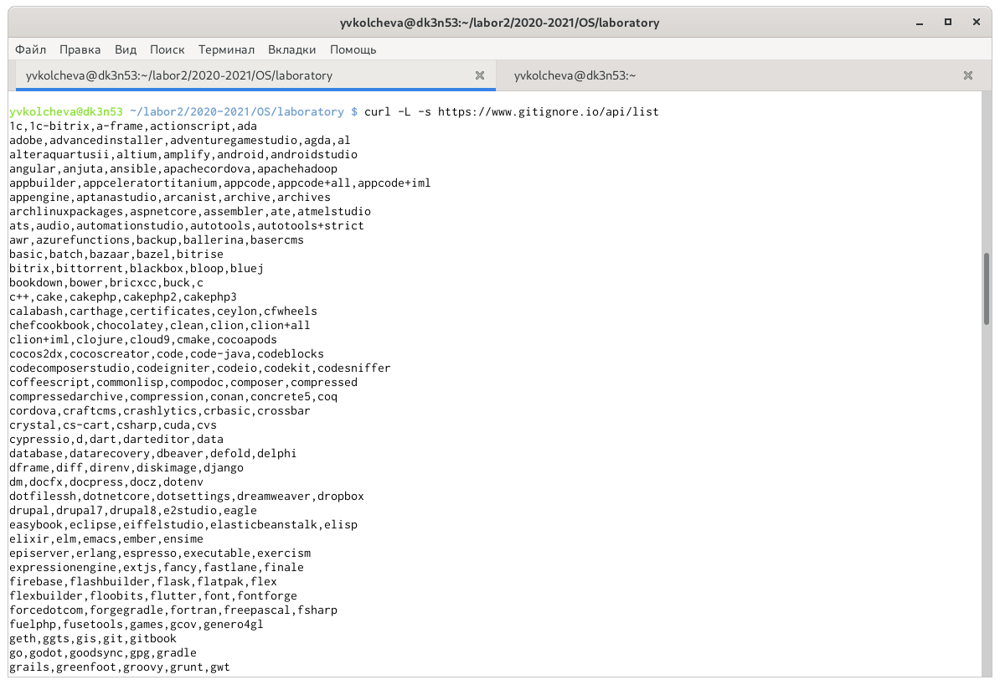 yvkolcheva@dk3n53:~/labor2/2020-2021/OS/laboratory
Файл Правка Вид Поиск Терминал Вкладки Помощь
yvkolcheva@dk3n53:~/labor2/2020-2021/OS/laboratory yvkolcheva@dk3n53:~
yvkolcheva@dk3n53 ~/labor2/2020-2021/OS/laboratory $ curl -L -s https://www.gitignore.io/api/list
1c,1c-bitrix,a-frame,actionscript,ada
adobe,advancedinstaller,adventuregamestudio,agda,al
alteraquartusii,altium,amplify,android,androidstudio
angular,anjuta,ansible,apachecordova,apachehadoop
appbuilder,appceleratortitanium,appcode,appcode+all,appcode+iml
appengine,aptanastudio,arcanist,archive,archives
archlinuxpackages,aspnetcore,assembler,ate,atmelstudio
ats,audio,automationstudio,autotools,autotools+strict
awr,azurefunctions,backup,ballerina,basercms
basic,batch,bazaar,bazel,bitrise
bitrix,bittorrent,blackbox,bloop,bluej
bookdown,bower,bricxcc,buck,c
c++,cake,cakephp,cakephp2,cakephp3
calabash,carthage,certificates,ceylon,cfwheels
chefcookbook,chocolatey,clean,clion,clion+all
clion+iml,clojure,cloud9,cmake,cocoapods
cocos2dx,cocoscreator,code,code-java,codeblocks
codecomposerstudio,codeigniter,codeio,codekit,codesniffer
coffeescript,commonlisp,compodoc,composer,compressed
compressedarchive,compression,conan,concrete5,coq
cordova,craftcms,crashlytics,crbasic,crossbar
crystal,cs-cart,csharp,cuda,cvs
cypressio,d,dart,darteditor,data
database,datarecovery,dbeaver,defold,delphi
dframe,diff,direnv,diskimage,django
dm,docfx,docpress,docz,dotenv
dotfilessh,dotnetcore,dotsettings,dreamweaver,dropbox
drupal,drupal7,drupal8,e2studio,eagle
easybook,eclipse,eiffelstudio,elasticbeanstalk,elisp
elixir,elm,emacs,ember,ensime
episerver,erlang,espresso,executable,exercism
expressionengine,extjs,fancy,fastlane,finale
firebase,flashbuilder,flask,flatpak,flex
flexbuilder,floobits,flutter,font,fontforge
forcedotcom,forgegradle,fortran,freepascal,fsharp
fuelphp,fusetools,games,gcov,genero4gl
geth,ggts,gis,git,gitbook
go,godot,goodsync,gpg,gradle
grails,greenfoot,groovy,grunt,gwt